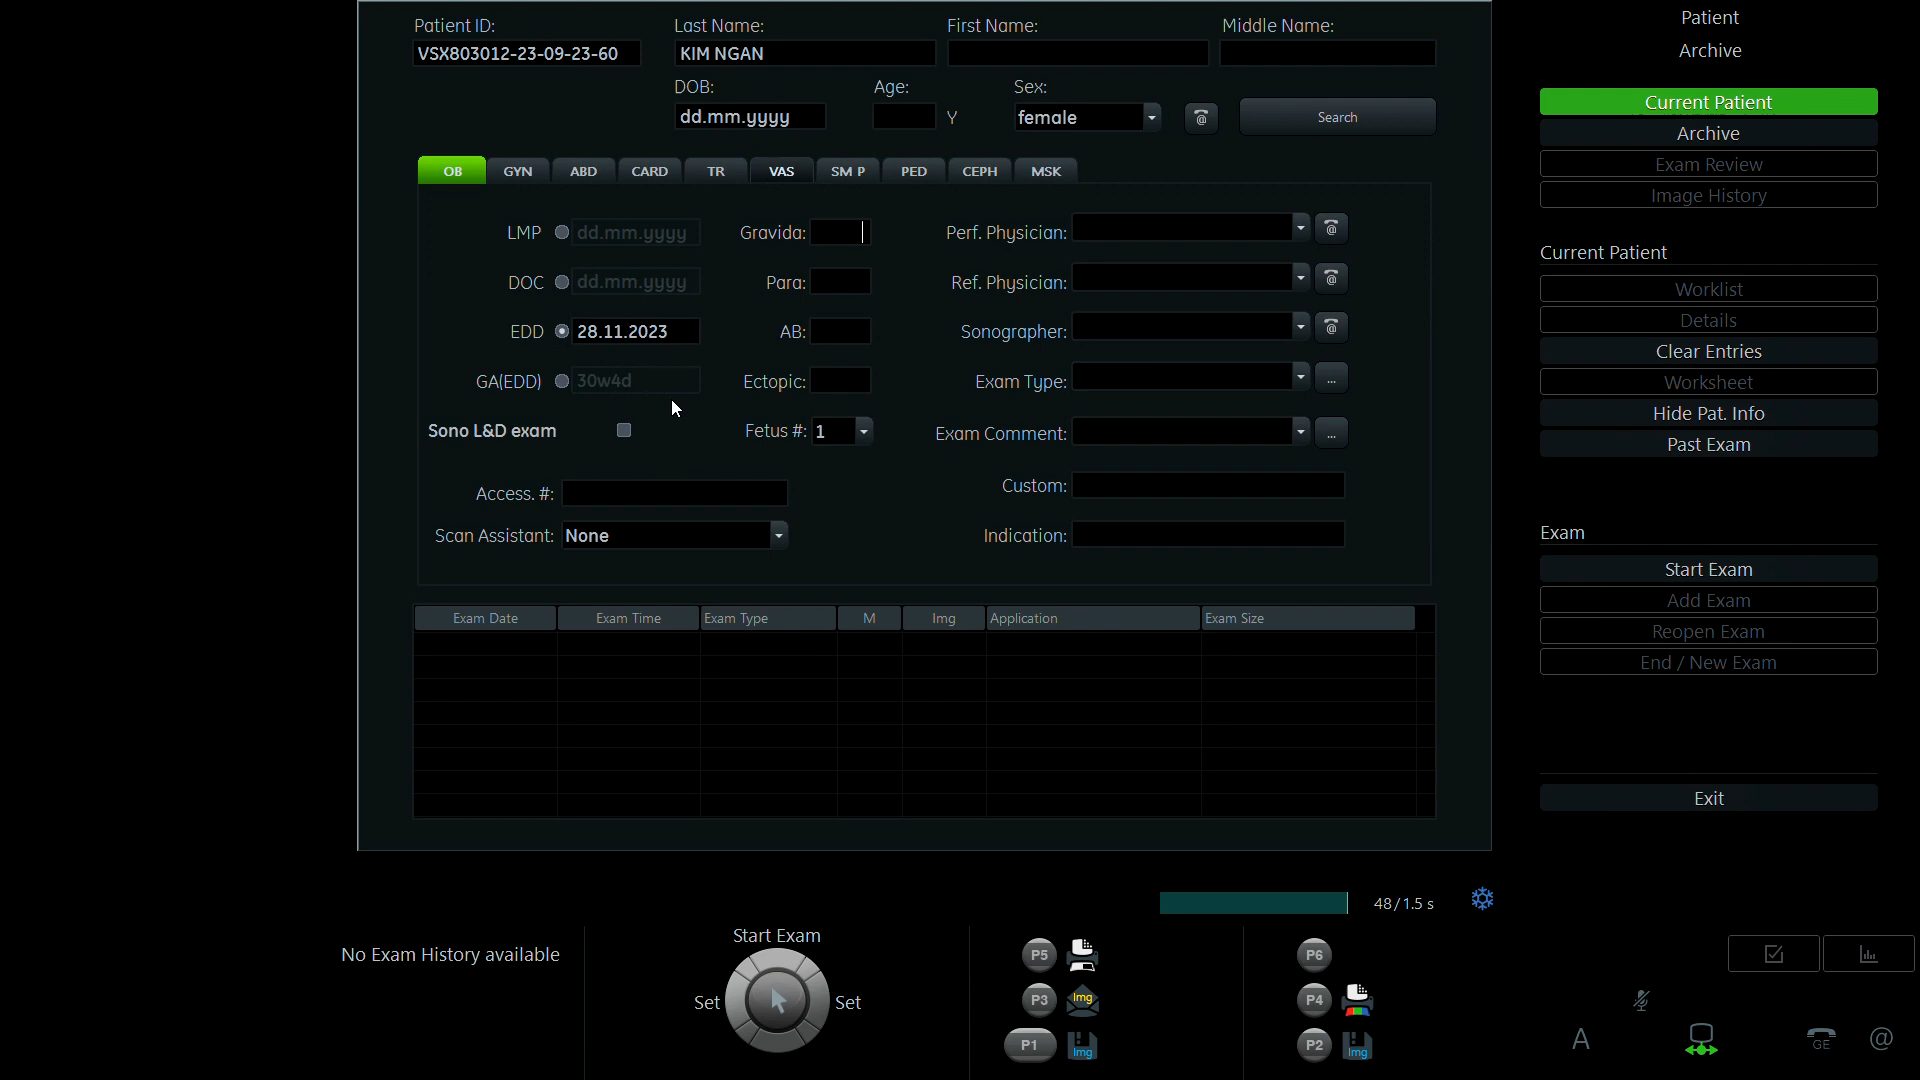 Patient ID: Last Name: First Name: Middle Name:
VSX803012-23-09-23-60 KIM NGAN
DOB: Age: Sex:
dd.mm.yyyy Y female @ Search
OB GYN ABD CARD TR VAS SM P PED CEPH MSK
LMP dd.mm.yyyy Gravida: Perf. Physician: @
DOC dd.mm.yyyy Para: Ref. Physician: @
EDD 28.11.2023 AB: Sonographer: @
GA(EDD) 30w4d Ectopic: Exam Type: ...
Sono L&D exam Fetus #: 1 Exam Comment: ...
Access. #: Custom:
Scan Assistant: None Indication:
Exam Date Exam Time Exam Type M Img Application Exam Size
Patient
Archive
Current Patient
Archive
Exam Review
Image History
Current Patient
Worklist
Details
Clear Entries
Worksheet
Hide Pat. Info
Past Exam
Exam
Start Exam
Add Exam
Reopen Exam
End / New Exam
Exit
48/1.5 s
No Exam History available
Start Exam
Set Set
P5 P6
P3 Img P4
P1 Img P2 Img
A GE @